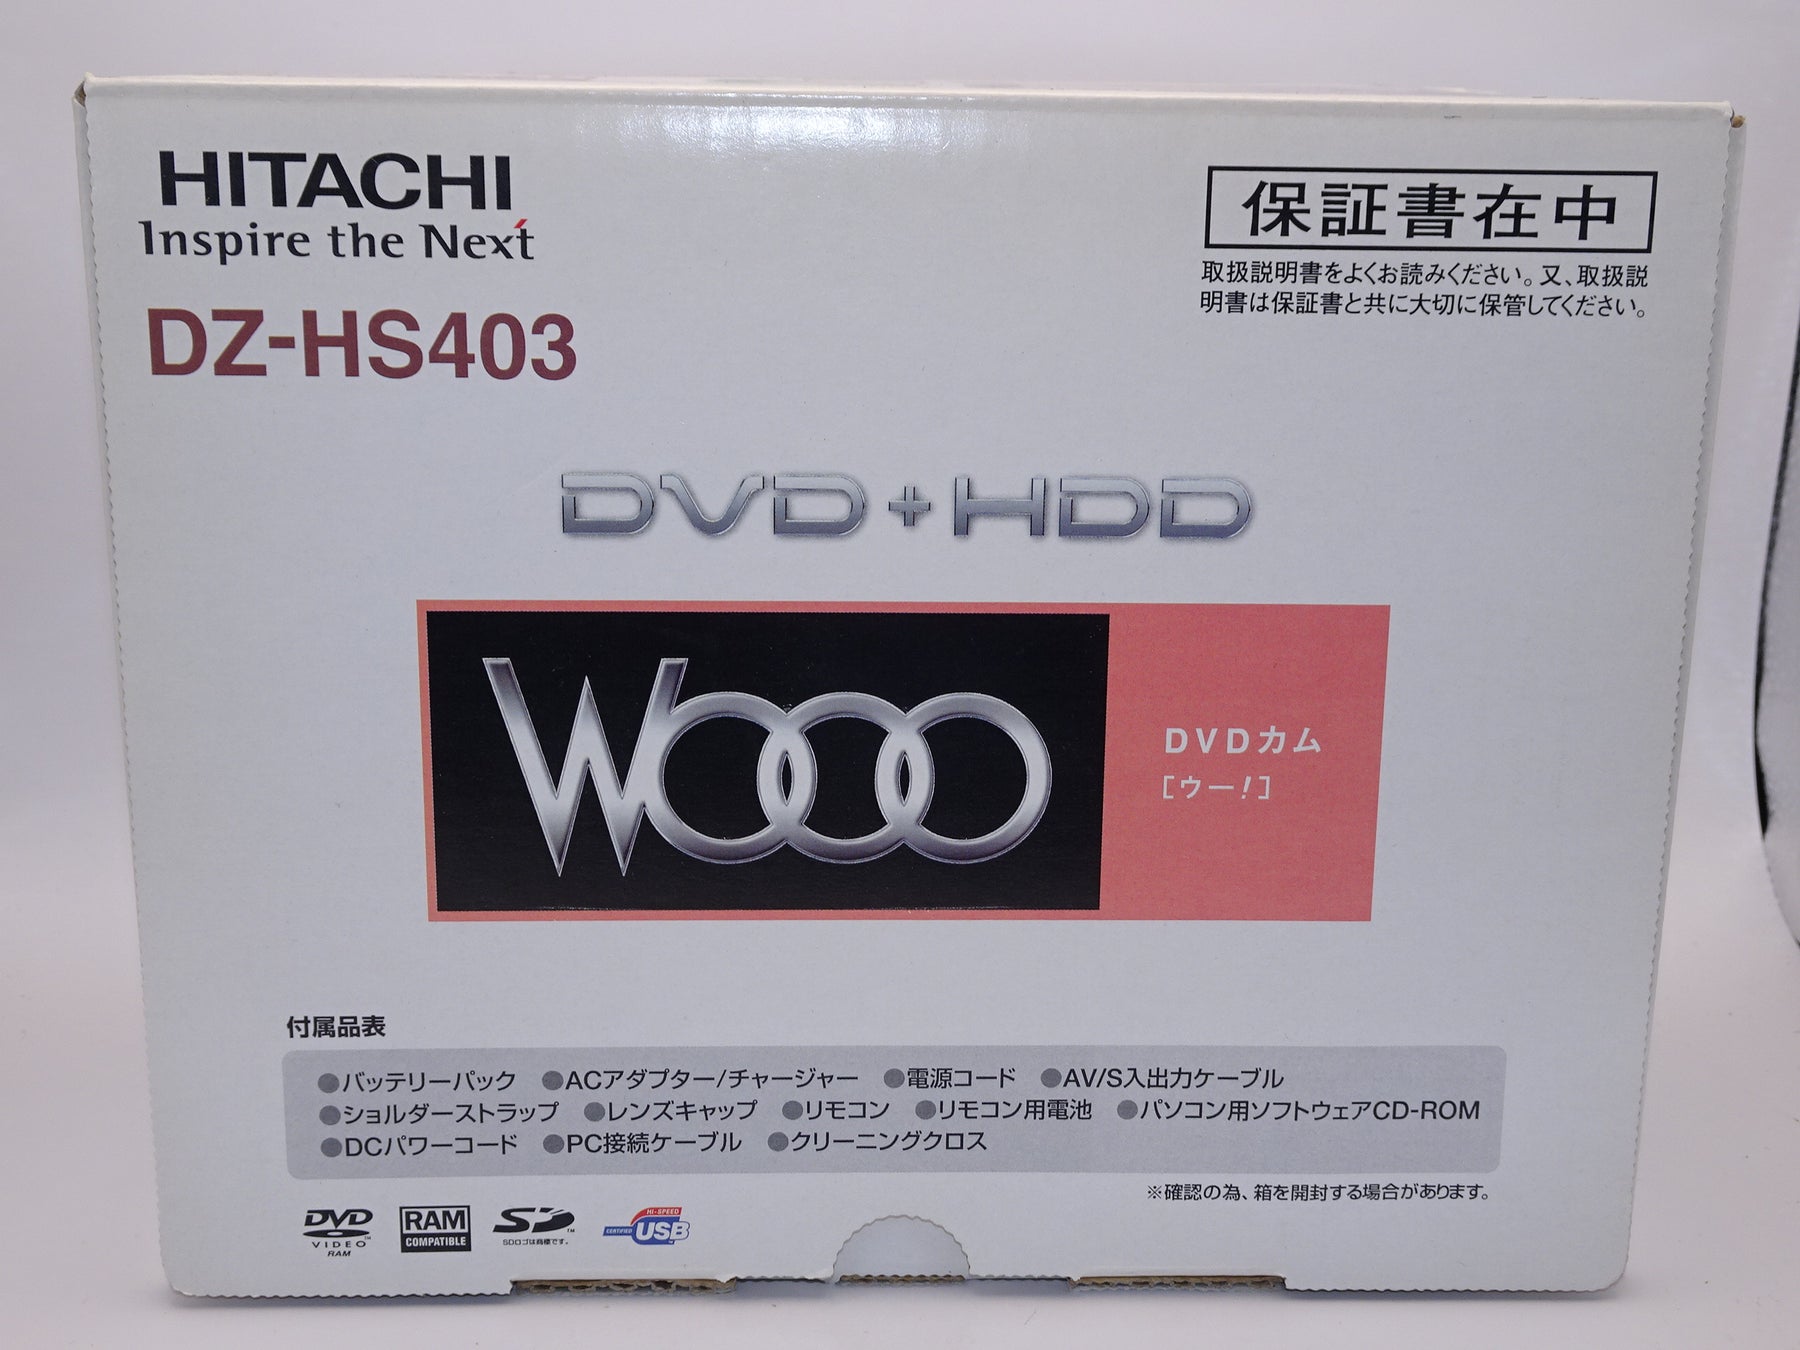 HITACHI
Inspire the Next
DZ-HS403
保証書在中
取扱説明書をよくお読みください。又、取扱説
明書は保証書と共に大切に保管してください。
DVD+HDD
Wooo
DVDカム
[ウー!]
付属品表
●バッテリーパック ●ACアダプター/チャージャー ●電源コード ●AV/S入出力ケーブル
●ショルダーストラップ ●レンズキャップ ●リモコン ●リモコン用電池 ●パソコン用ソフトウェアCD-ROM
●DCパワーコード ●PC接続ケーブル ●クリーニングクロス
※確認の為、箱を開封する場合があります。
DVD
VIDEO
RAM
RAM
COMPATIBLE
SD
SDロゴは商標です。
HI-SPEED
CERTIFIED
USB